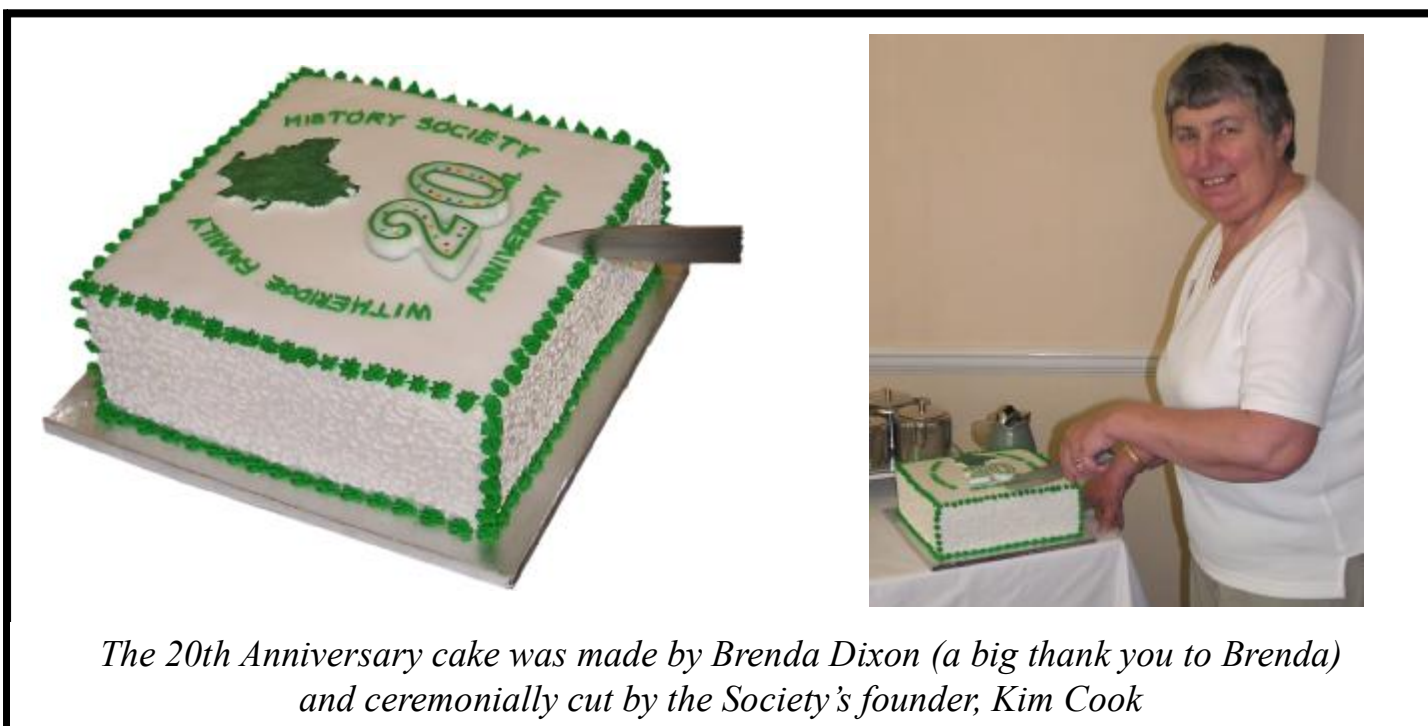 WITHERIDGE FAMILY
HISTORY SOCIETY
20
ANNIVERSARY
The 20th Anniversary cake was made by Brenda Dixon (a big thank you to Brenda)
and ceremonially cut by the Society’s founder, Kim Cook